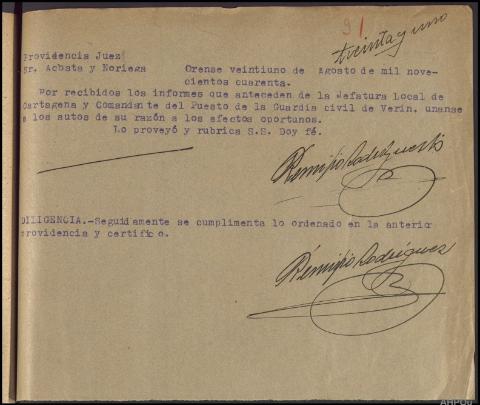 91
treinta y uno
Providencia Juez
Sr. Acosta y Noriega Orense veintiuno de Agosto de mil nove-
cientos cuarenta.
Por recibidos los informes que anteceden de la Jefatura Local de
Cartagena y Comandante del Puesto de la Guardia civil de Verin, unanse
a los autos de su razón a los efectos oportunos.
Lo proveyó y rubrica S.S. Doy fé.
Remigio Rodríguez
DILIGENCIA.-Seguidamente se cumplimenta lo ordenado en la anterior
providencia y certifico.
Remigio Rodríguez
AHPOu